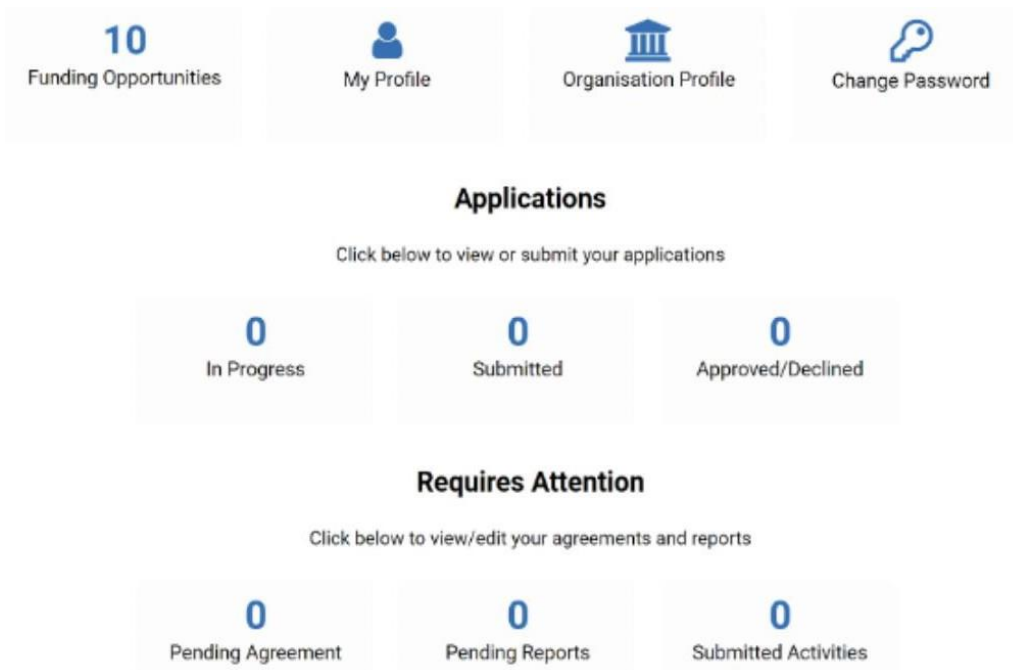 10
Funding Opportunities
My Profile
Organisation Profile
Change Password
Applications
Click below to view or submit your applications
0
In Progress
0
Submitted
0
Approved/Declined
Requires Attention
Click below to view/edit your agreements and reports
0
Pending Agreement
0
Pending Reports
0
Submitted Activities